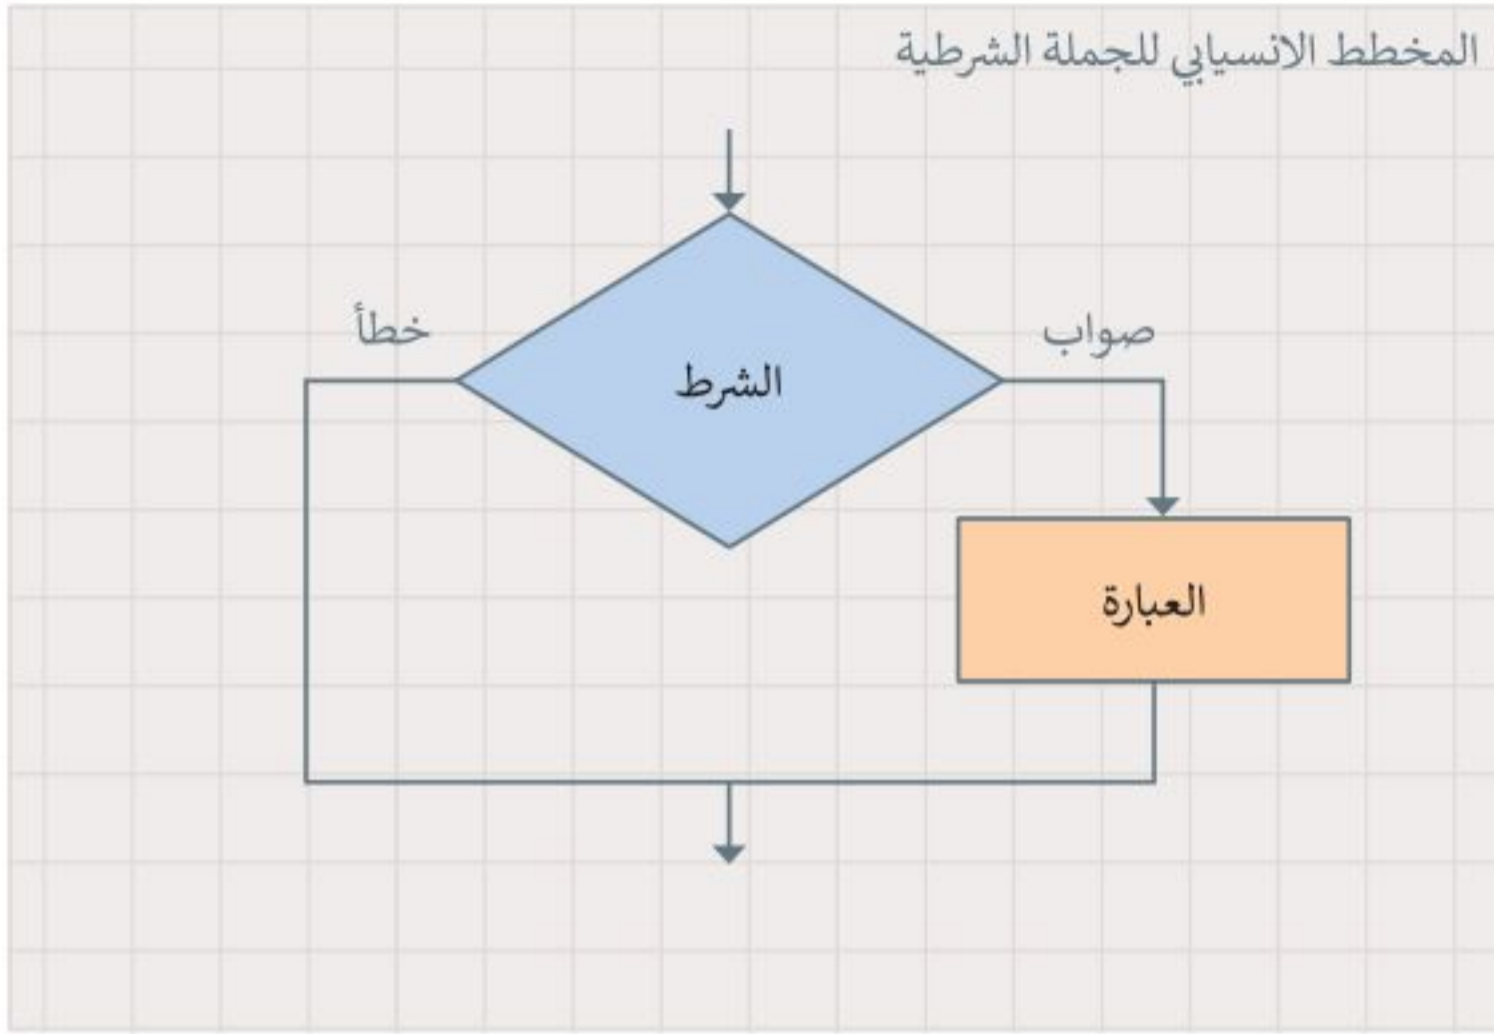 المخطط الانسيابي للجملة الشرطية
صواب
خطأ
الشرط
العبارة